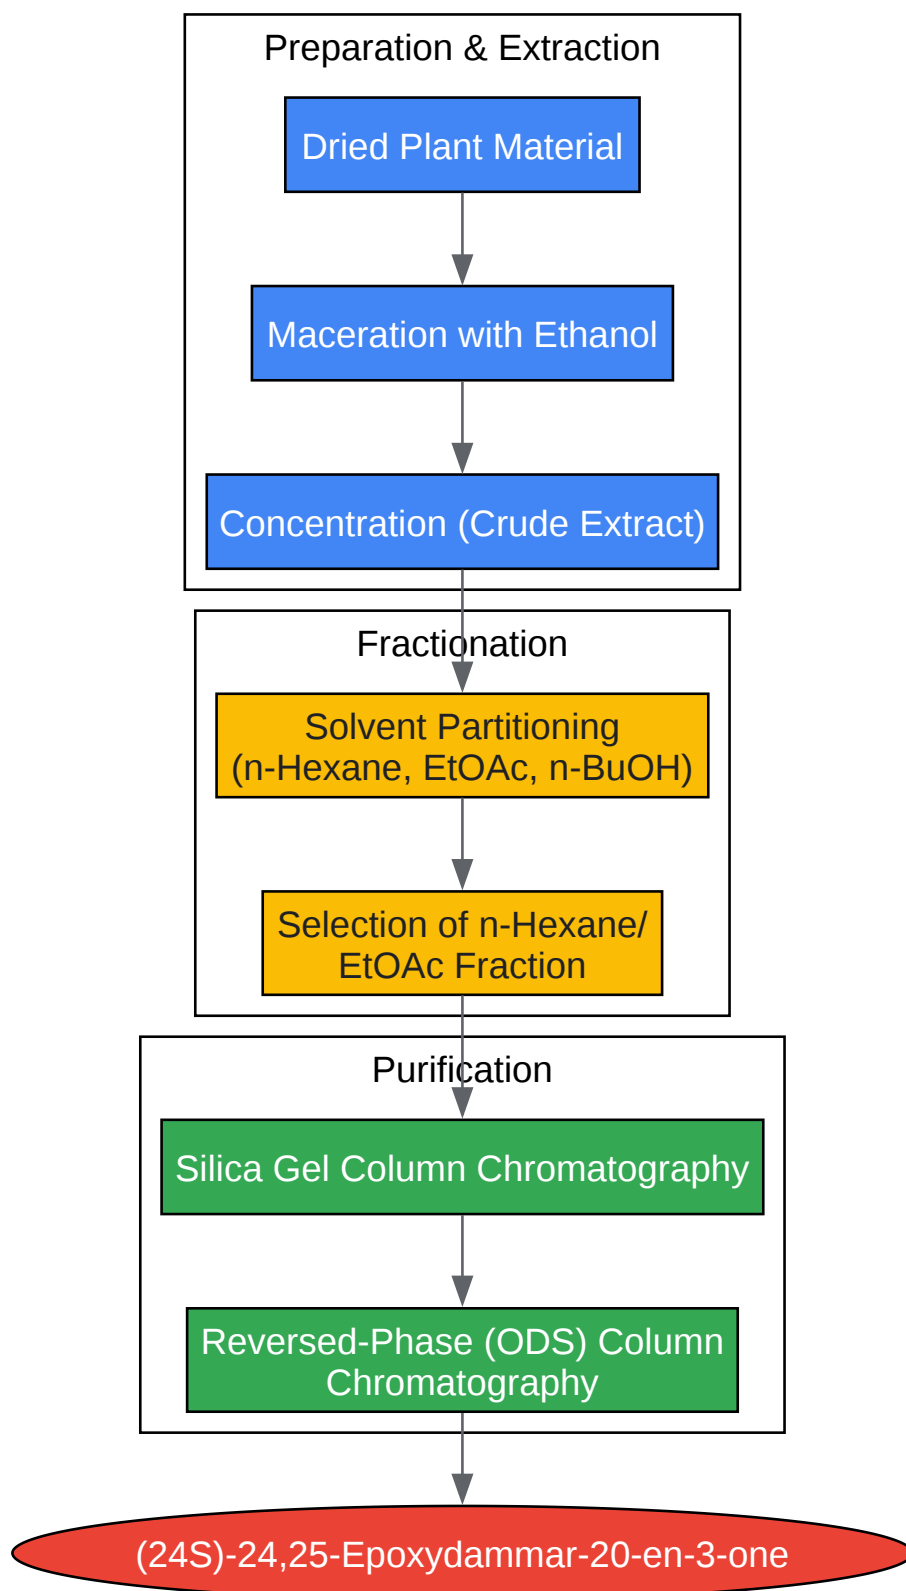 Preparation & Extraction
Dried Plant Material
Maceration with Ethanol
Concentration (Crude Extract)
Fractionation
Solvent Partitioning
(n-Hexane, EtOAc, n-BuOH)
Selection of n-Hexane/
EtOAc Fraction
Purification
Silica Gel Column Chromatography
Reversed-Phase (ODS) Column
Chromatography
(24S)-24,25-Epoxydammar-20-en-3-one